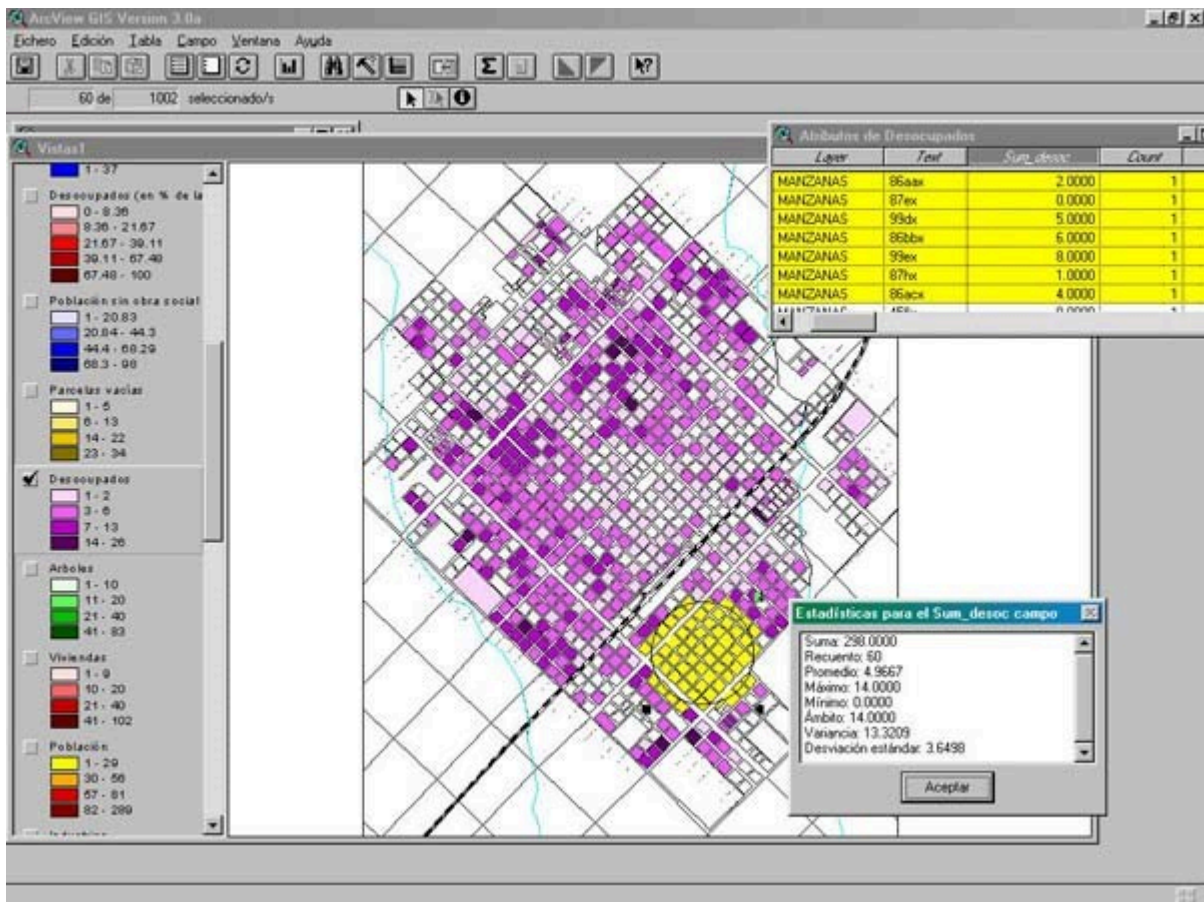 ArcView GIS Version 3.0a
Fichero Edición Tabla Campo Ventana Ayuda
60 de 1002 seleccionado/s
Vistas1
1 - 37
Desocupados (en % de la
0 - 8.36
8.36 - 21.67
21.67 - 39.11
39.11 - 67.48
67.48 - 100
Población sin obra social
1 - 20.83
20.84 - 44.3
44.4 - 68.29
68.3 - 98
Parcelas vacías
1 - 5
6 - 13
14 - 22
23 - 34
Desocupados
1 - 2
3 - 6
7 - 13
14 - 26
Arboles
1 - 10
11 - 20
21 - 40
41 - 83
Viviendas
1 - 9
10 - 20
21 - 40
41 - 102
Población
1 - 29
30 - 56
57 - 81
82 - 289
Atributos de Desocupados
Layer Text Sum_desoc Count
MANZANAS 86aax 2.0000 1
MANZANAS 87ex 0.0000 1
MANZANAS 99dx 5.0000 1
MANZANAS 86bbx 6.0000 1
MANZANAS 99ex 8.0000 1
MANZANAS 87hx 1.0000 1
MANZANAS 86acx 4.0000 1
MANZANAS 0.0000 1
Estadísticas para el Sum_desoc campo
Suma: 298.0000
Recuento: 60
Promedio: 4.9667
Máximo: 14.0000
Mínimo: 0.0000
Ámbito: 14.0000
Variancia: 13.3209
Desviación estándar: 3.6498
Aceptar